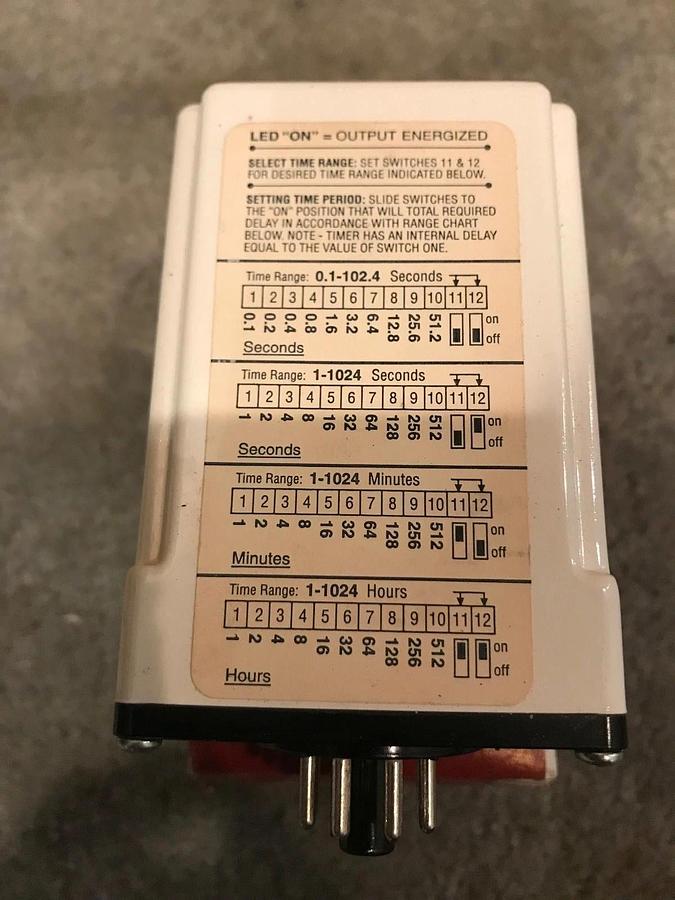 LED "ON" = OUTPUT ENERGIZED
SELECT TIME RANGE: SET SWITCHES 11 & 12
FOR DESIRED TIME RANGE INDICATED BELOW.
SETTING TIME PERIOD: SLIDE SWITCHES TO
THE "ON" POSITION THAT WILL TOTAL REQUIRED
DELAY IN ACCORDANCE WITH RANGE CHART
BELOW. NOTE - TIMER HAS AN INTERNAL DELAY
EQUAL TO THE VALUE OF SWITCH ONE.
Time Range: 0.1-102.4 Seconds
1 2 3 4 5 6 7 8 9 10 11 12
0.1 0.2 0.4 0.8 1.6 3.2 6.4 12.8 25.6 51.2 on
off
Seconds
Time Range: 1-1024 Seconds
1 2 3 4 5 6 7 8 9 10 11 12
1 2 4 8 16 32 64 128 256 512 on
off
Seconds
Time Range: 1-1024 Minutes
1 2 3 4 5 6 7 8 9 10 11 12
1 2 4 8 16 32 64 128 256 512 on
off
Minutes
Time Range: 1-1024 Hours
1 2 3 4 5 6 7 8 9 10 11 12
1 2 4 8 16 32 64 128 256 512 on
off
Hours